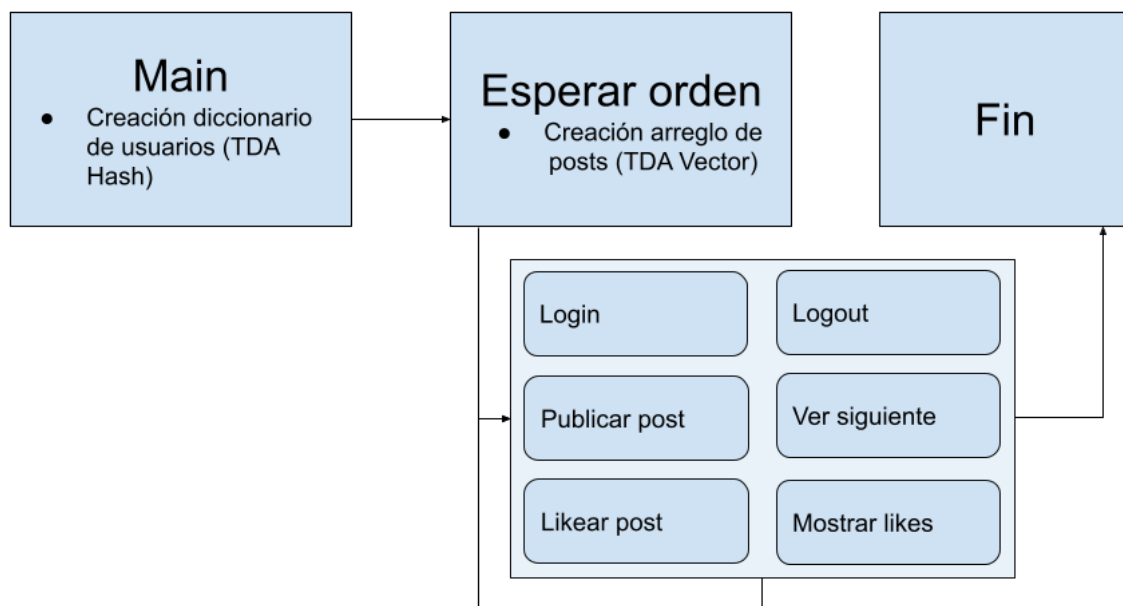 Main
● Creación diccionario
de usuarios (TDA
Hash)
Esperar orden
● Creación arreglo de
posts (TDA Vector)
Fin
Login
Logout
Publicar post
Ver siguiente
Likear post
Mostrar likes